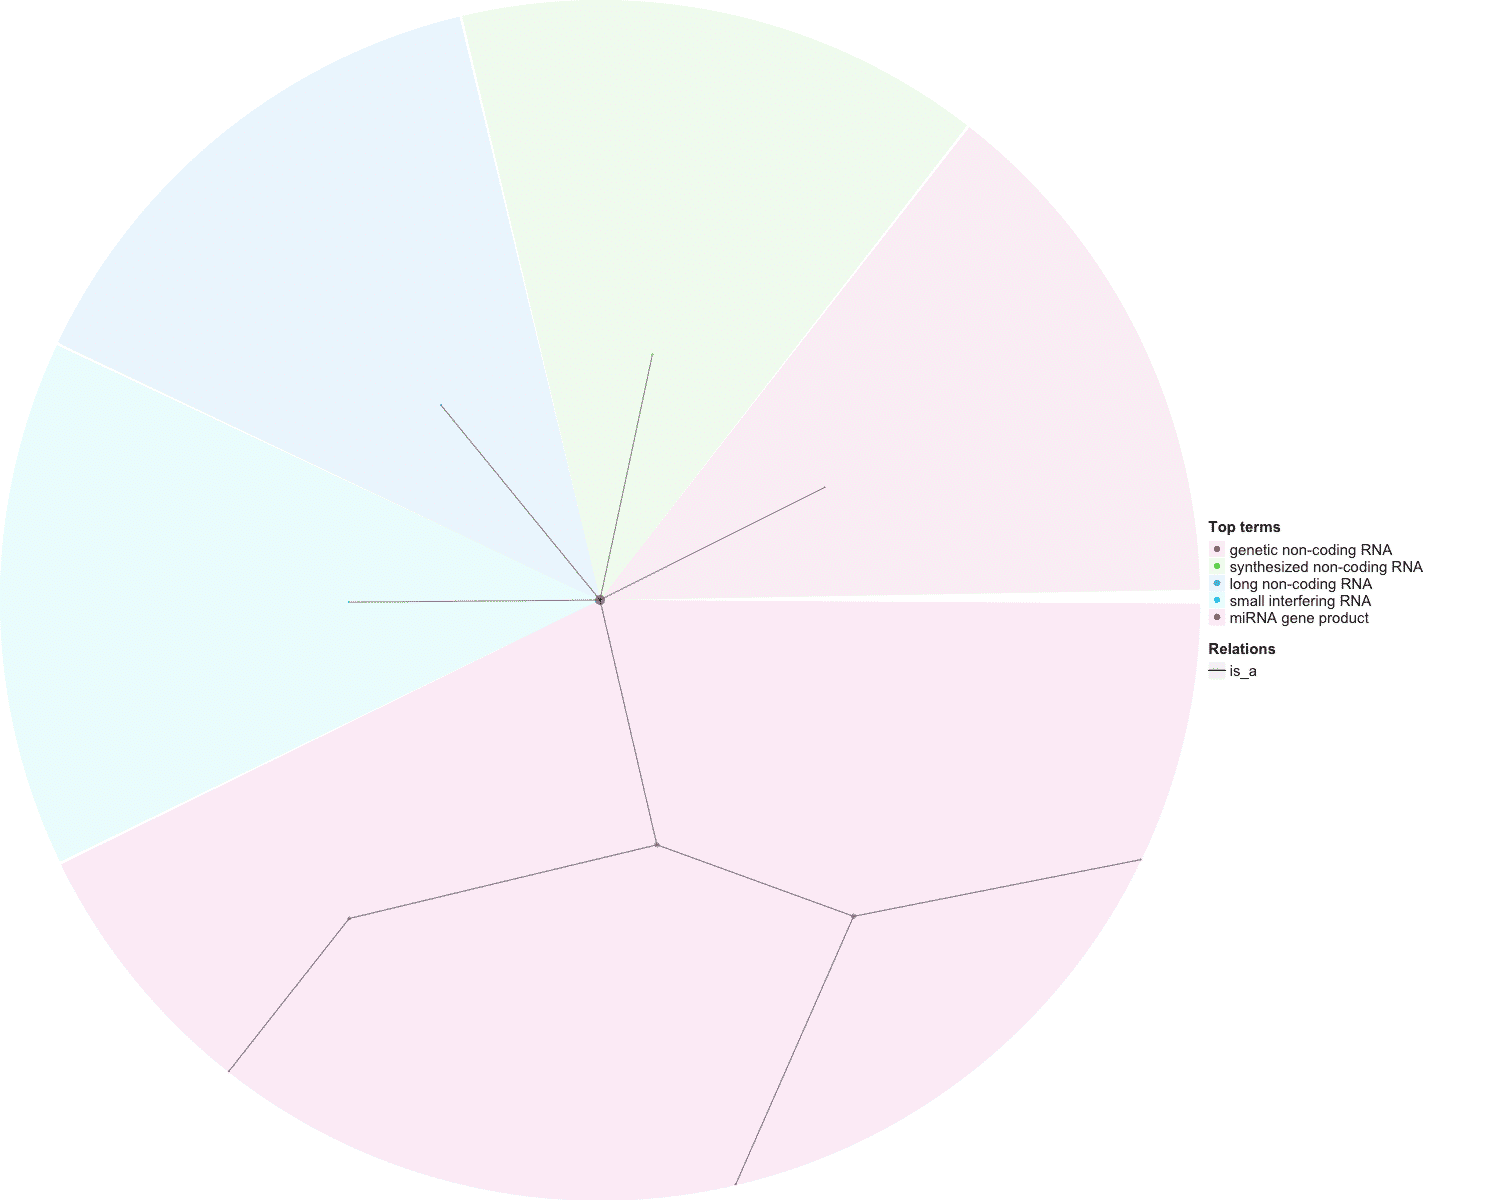 Top terms
genetic non-coding RNA
synthesized non-coding RNA
long non-coding RNA
small interfering RNA
miRNA gene product
Relations
is_a